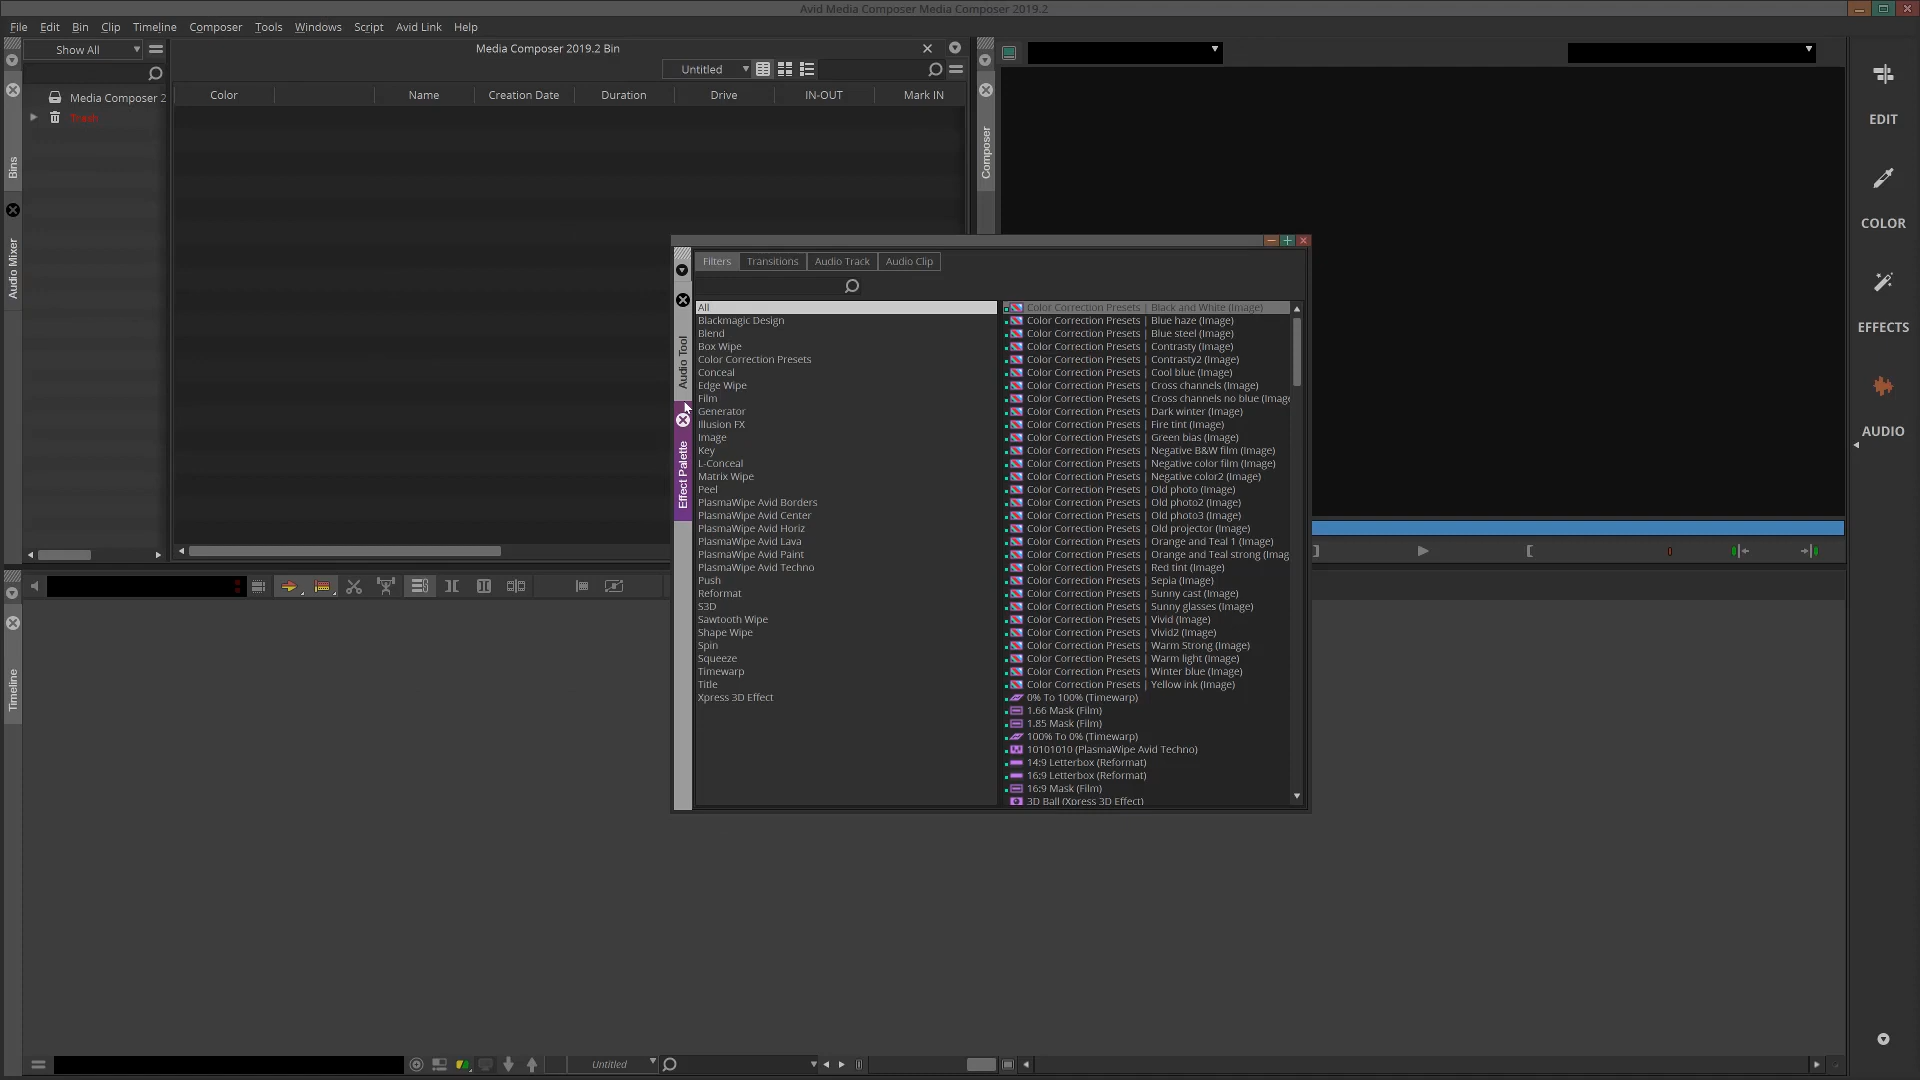 Avid Media Composer Media Composer 2019.2
File Edit Bin Clip Timeline Composer Tools Windows Script Avid Link Help
Show All
Media Composer 2019.2 Bin
Untitled
Media Composer 2
Trash
Color Name Creation Date Duration Drive IN-OUT Mark IN
Bins
Audio Mixer
Composer
EDIT
COLOR
EFFECTS
AUDIO
Filters Transitions Audio Track Audio Clip
Audio Tool
Effect Palette
All
Blackmagic Design
Blend
Box Wipe
Color Correction Presets
Conceal
Edge Wipe
Film
Generator
Illusion FX
Image
Key
L-Conceal
Matrix Wipe
Peel
PlasmaWipe Avid Borders
PlasmaWipe Avid Center
PlasmaWipe Avid Horiz
PlasmaWipe Avid Lava
PlasmaWipe Avid Paint
PlasmaWipe Avid Techno
Push
Reformat
S3D
Sawtooth Wipe
Shape Wipe
Spin
Squeeze
Timewarp
Title
Xpress 3D Effect
Color Correction Presets | Black and White (Image)
Color Correction Presets | Blue haze (Image)
Color Correction Presets | Blue steel (Image)
Color Correction Presets | Contrasty (Image)
Color Correction Presets | Contrasty2 (Image)
Color Correction Presets | Cool blue (Image)
Color Correction Presets | Cross channels (Image)
Color Correction Presets | Cross channels no blue (Image
Color Correction Presets | Dark winter (Image)
Color Correction Presets | Fire tint (Image)
Color Correction Presets | Green bias (Image)
Color Correction Presets | Negative B&W film (Image)
Color Correction Presets | Negative color film (Image)
Color Correction Presets | Negative color2 (Image)
Color Correction Presets | Old photo (Image)
Color Correction Presets | Old photo2 (Image)
Color Correction Presets | Old photo3 (Image)
Color Correction Presets | Old projector (Image)
Color Correction Presets | Orange and Teal 1 (Image)
Color Correction Presets | Orange and Teal strong (Imag
Color Correction Presets | Red tint (Image)
Color Correction Presets | Sepia (Image)
Color Correction Presets | Sunny cast (Image)
Color Correction Presets | Sunny glasses (Image)
Color Correction Presets | Vivid (Image)
Color Correction Presets | Vivid2 (Image)
Color Correction Presets | Warm Strong (Image)
Color Correction Presets | Warm light (Image)
Color Correction Presets | Winter blue (Image)
Color Correction Presets | Yellow ink (Image)
0% To 100% (Timewarp)
1.66 Mask (Film)
1.85 Mask (Film)
100% To 0% (Timewarp)
10101010 (PlasmaWipe Avid Techno)
14:9 Letterbox (Reformat)
16:9 Letterbox (Reformat)
16:9 Mask (Film)
3D Ball (Xpress 3D Effect)
Timeline
Untitled